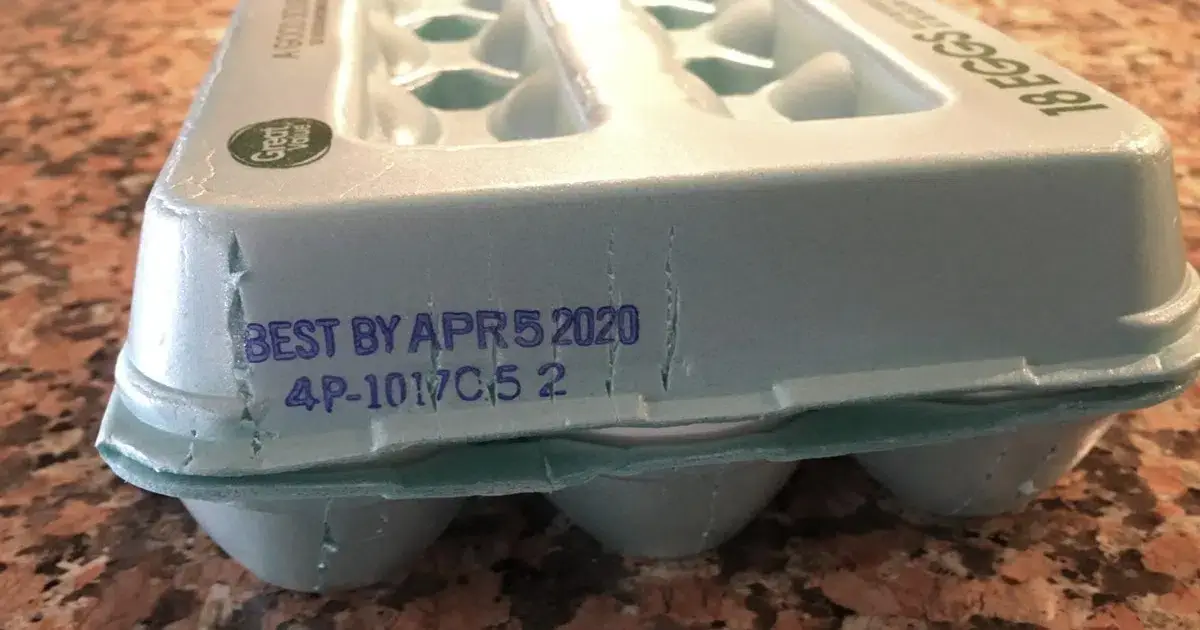 Great
Value
18 EGGS
BEST BY APR 5 2020
4P-1017C 5 2